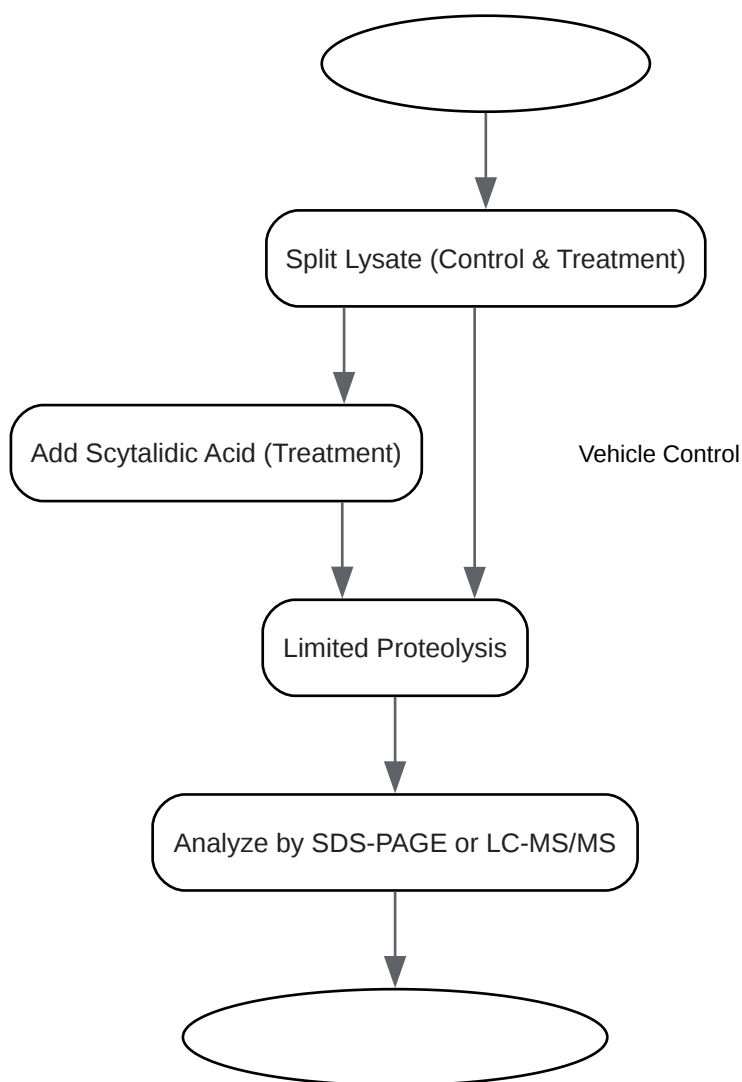 Split Lysate (Control & Treatment)
Add Scytalidic Acid (Treatment)
Vehicle Control
Limited Proteolysis
Analyze by SDS-PAGE or LC-MS/MS